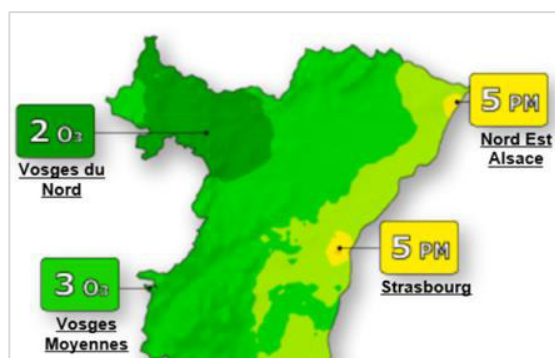 2 O₃
Vosges du
Nord
5 PM
Nord Est
Alsace
5 PM
Strasbourg
3 O₃
Vosges
Moyennes